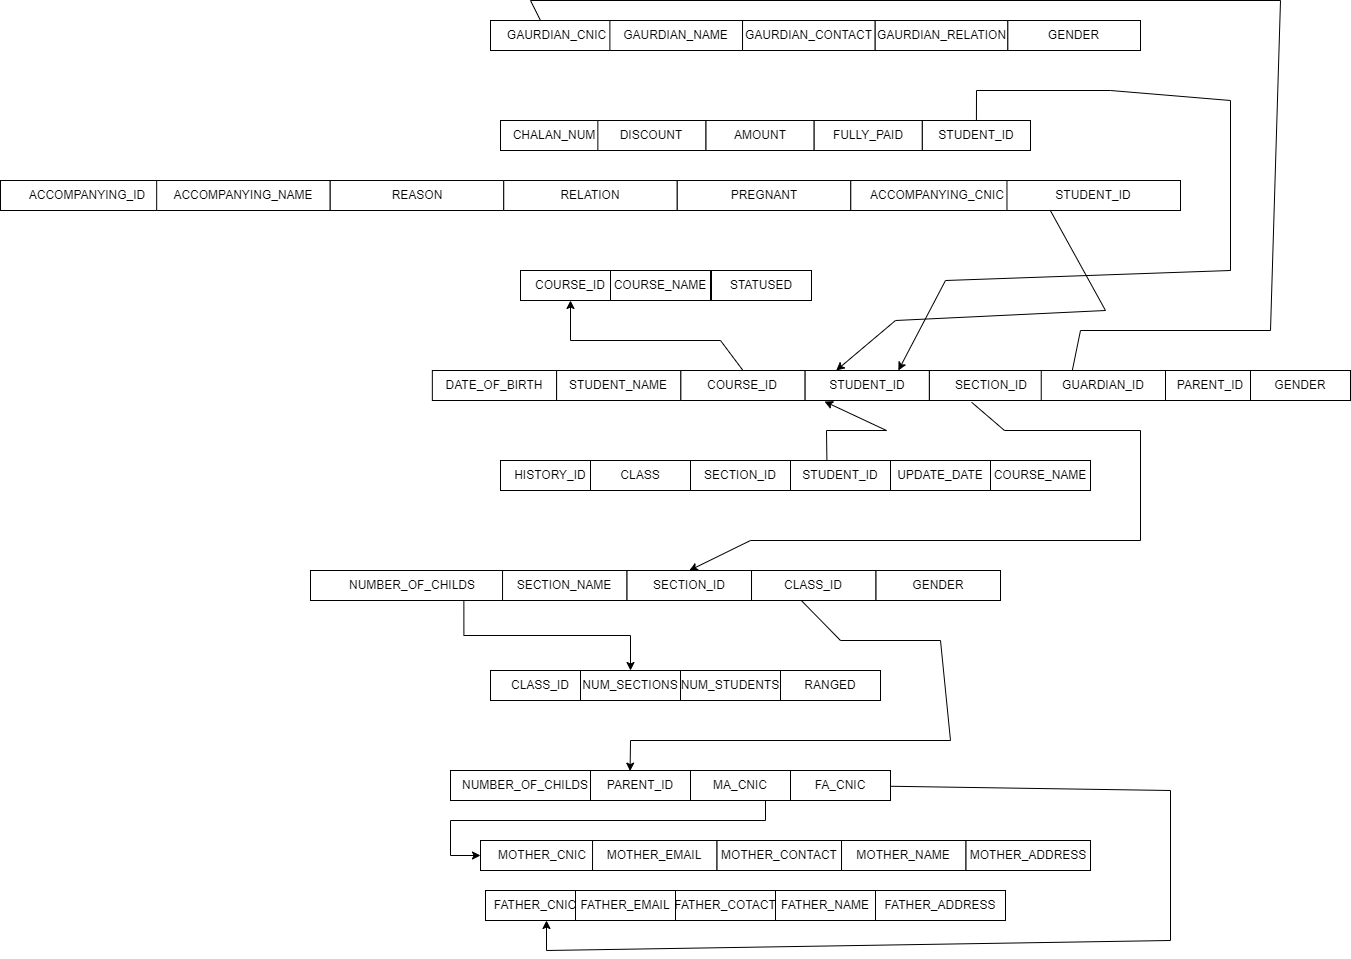 GAURDIAN_CNIC GAURDIAN_NAME GAURDIAN_CONTACT GAURDIAN_RELATION GENDER
CHALAN_NUM DISCOUNT AMOUNT FULLY_PAID STUDENT_ID
ACCOMPANYING_ID ACCOMPANYING_NAME REASON RELATION PREGNANT ACCOMPANYING_CNIC STUDENT_ID
COURSE_ID COURSE_NAME STATUSED
DATE_OF_BIRTH STUDENT_NAME COURSE_ID STUDENT_ID SECTION_ID GUARDIAN_ID PARENT_ID GENDER
HISTORY_ID CLASS SECTION_ID STUDENT_ID UPDATE_DATE COURSE_NAME
NUMBER_OF_CHILDS SECTION_NAME SECTION_ID CLASS_ID GENDER
CLASS_ID NUM_SECTIONS NUM_STUDENTS RANGED
NUMBER_OF_CHILDS PARENT_ID MA_CNIC FA_CNIC
MOTHER_CNIC MOTHER_EMAIL MOTHER_CONTACT MOTHER_NAME MOTHER_ADDRESS
FATHER_CNIC FATHER_EMAIL FATHER_COTACT FATHER_NAME FATHER_ADDRESS